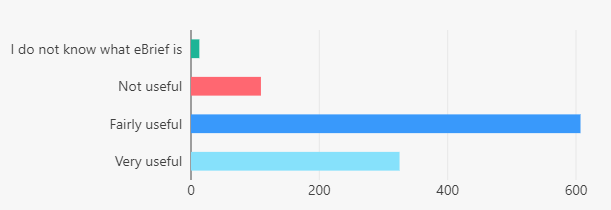 I do not know what eBrief is
Not useful
Fairly useful
Very useful
0 200 400 600